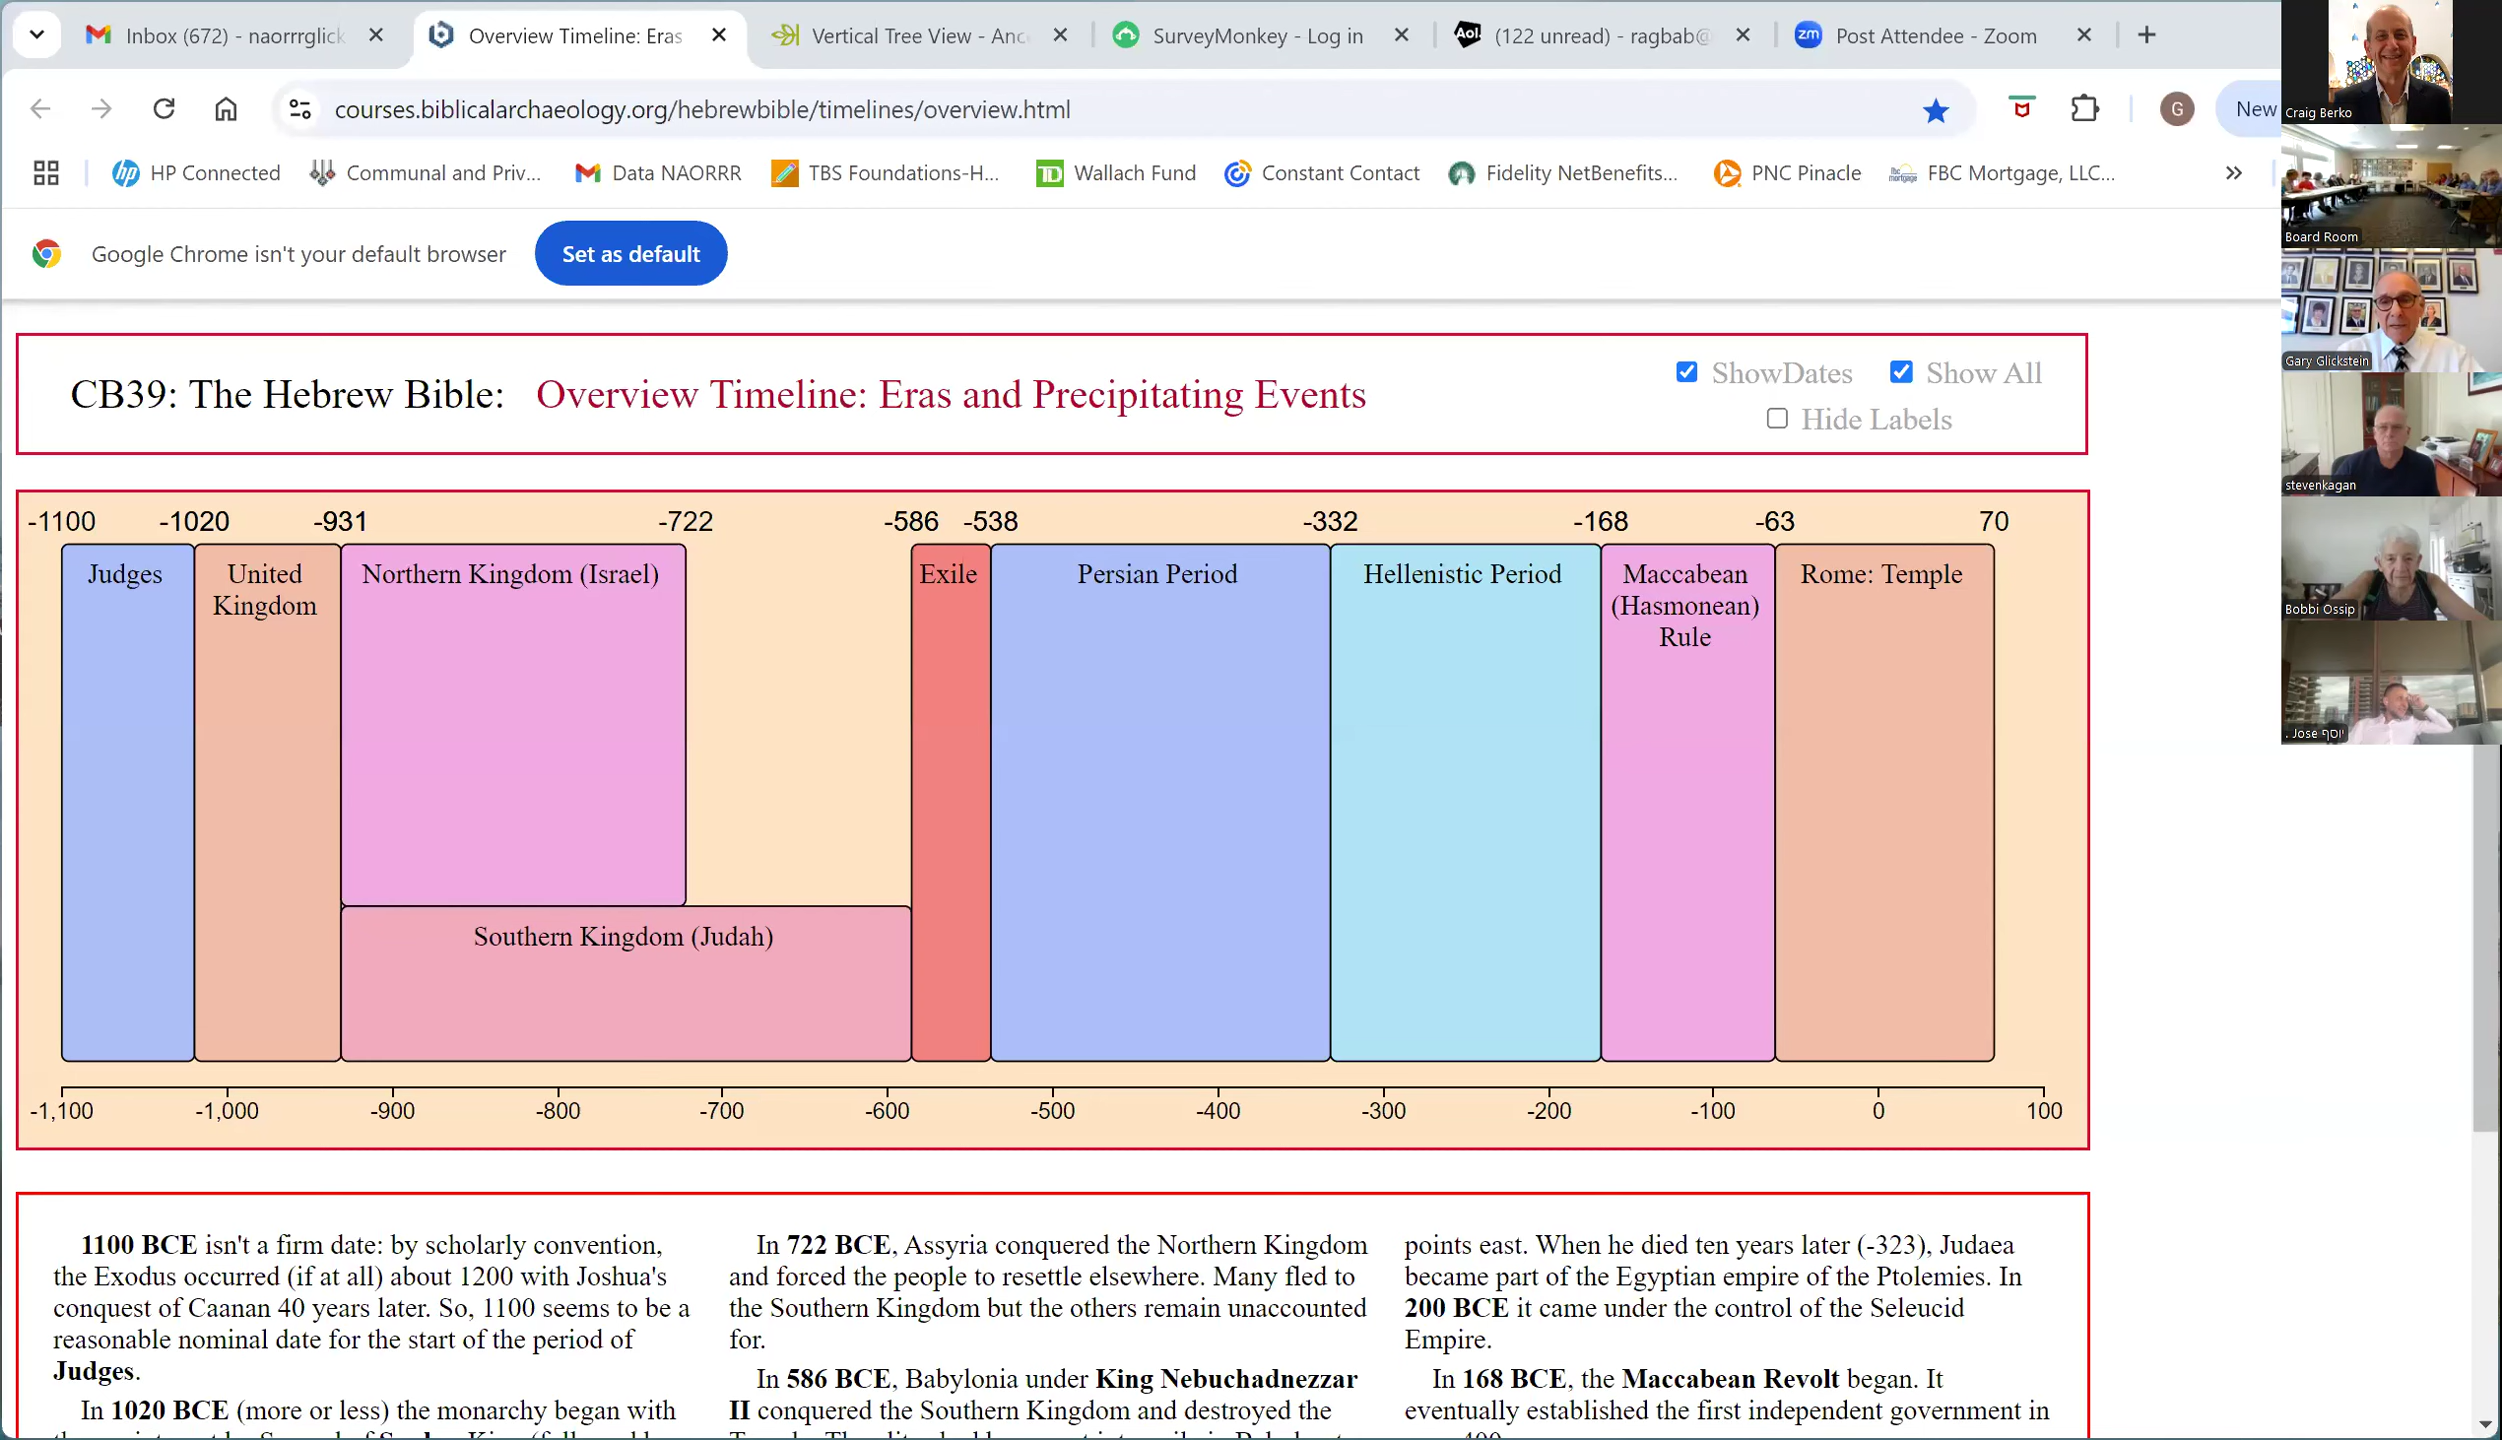 Inbox (672) - naorrrglick
Overview Timeline: Eras
Vertical Tree View - Anc
SurveyMonkey - Log in
Aol.
(122 unread) - ragbab@
zm
Post Attendee - Zoom
courses.biblicalarchaeology.org/hebrewbible/timelines/overview.html
G
New
hp
HP Connected
Communal and Priv...
Data NAORRR
TBS Foundations-H...
TD
Wallach Fund
Constant Contact
Fidelity NetBenefits...
PNC Pinacle
FBC Mortgage, LLC...
Google Chrome isn't your default browser
Set as default
CB39: The Hebrew Bible: Overview Timeline: Eras and Precipitating Events
ShowDates
Show All
Hide Labels
-1100 -1020 -931 -722 -586 -538 -332 -168 -63 70
Judges
United
Kingdom
Northern Kingdom (Israel)
Southern Kingdom (Judah)
Exile
Persian Period
Hellenistic Period
Maccabean
(Hasmonean)
Rule
Rome: Temple
-1,100 -1,000 -900 -800 -700 -600 -500 -400 -300 -200 -100 0 100
1100 BCE isn't a firm date: by scholarly convention,
the Exodus occurred (if at all) about 1200 with Joshua's
conquest of Caanan 40 years later. So, 1100 seems to be a
reasonable nominal date for the start of the period of
Judges.
In 1020 BCE (more or less) the monarchy began with
In 722 BCE, Assyria conquered the Northern Kingdom
and forced the people to resettle elsewhere. Many fled to
the Southern Kingdom but the others remain unaccounted
for.
In 586 BCE, Babylonia under King Nebuchadnezzar
II conquered the Southern Kingdom and destroyed the
points east. When he died ten years later (-323), Judaea
became part of the Egyptian empire of the Ptolemies. In
200 BCE it came under the control of the Seleucid
Empire.
In 168 BCE, the Maccabean Revolt began. It
eventually established the first independent government in
Craig Berko
Board Room
Gary Glickstein
stevenkagan
Bobbi Ossip
. Jose יוסף